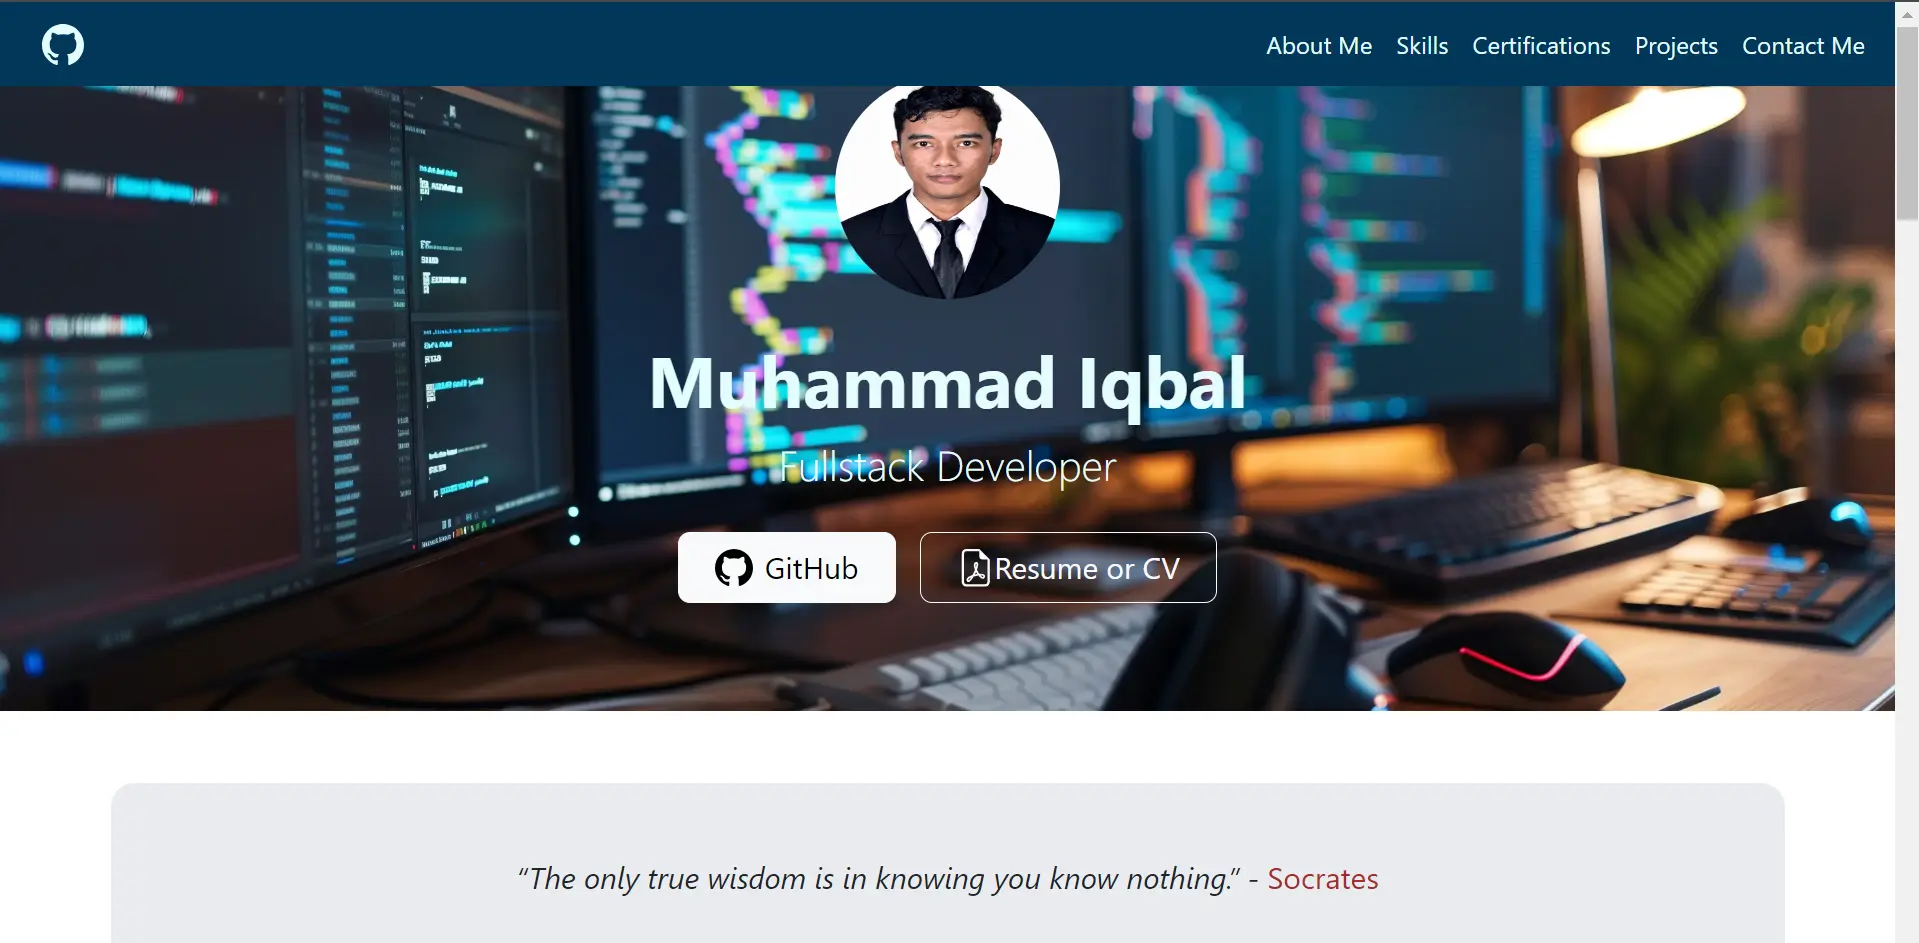 About Me Skills Certifications Projects Contact Me
Muhammad Iqbal
Fullstack Developer
GitHub Resume or CV
“The only true wisdom is in knowing you know nothing.” - Socrates